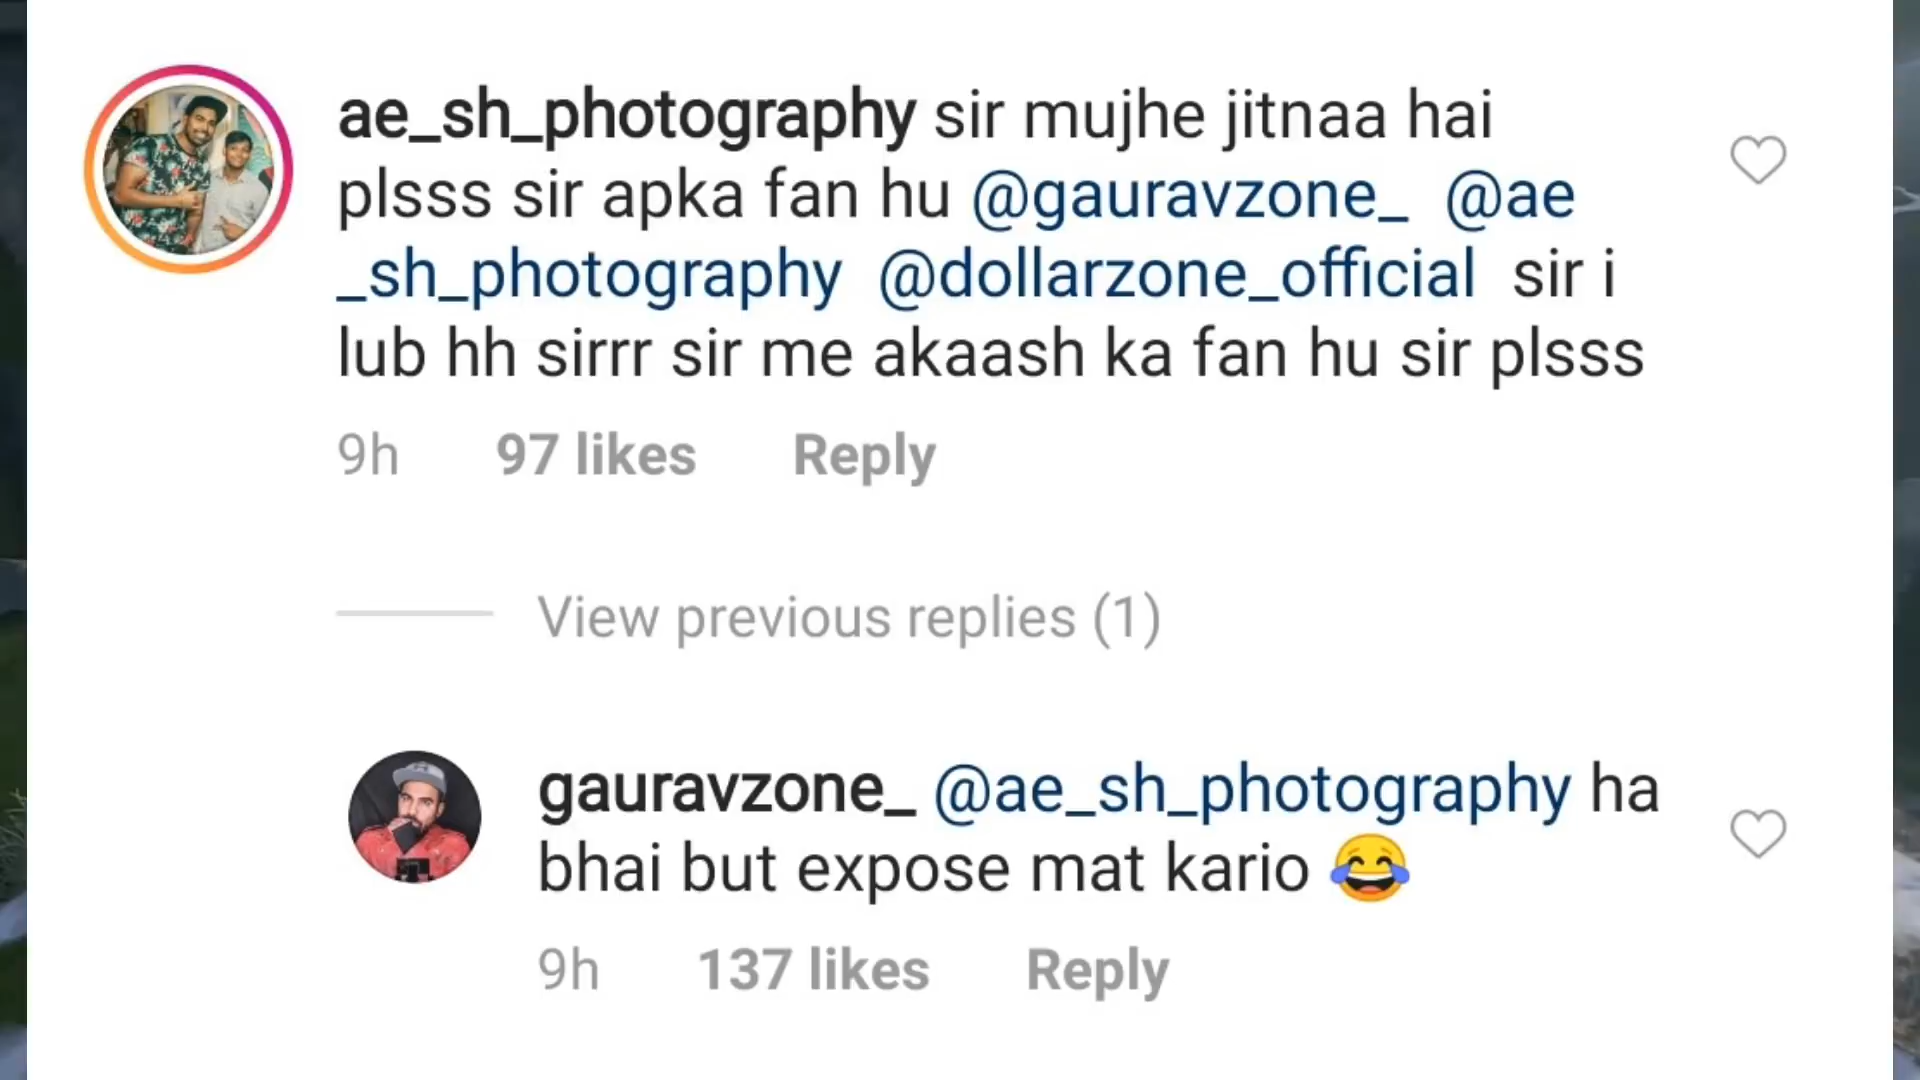 ae_sh_photography sir mujhe jitnaa hai
plsss sir apka fan hu @gauravzone_ @ae
_sh_photography @dollarzone_official sir i
lub hh sirrr sir me akaash ka fan hu sir plsss
9h 97 likes Reply
View previous replies (1)
gauravzone_ @ae_sh_photography ha
bhai but expose mat kario 😂
9h 137 likes Reply